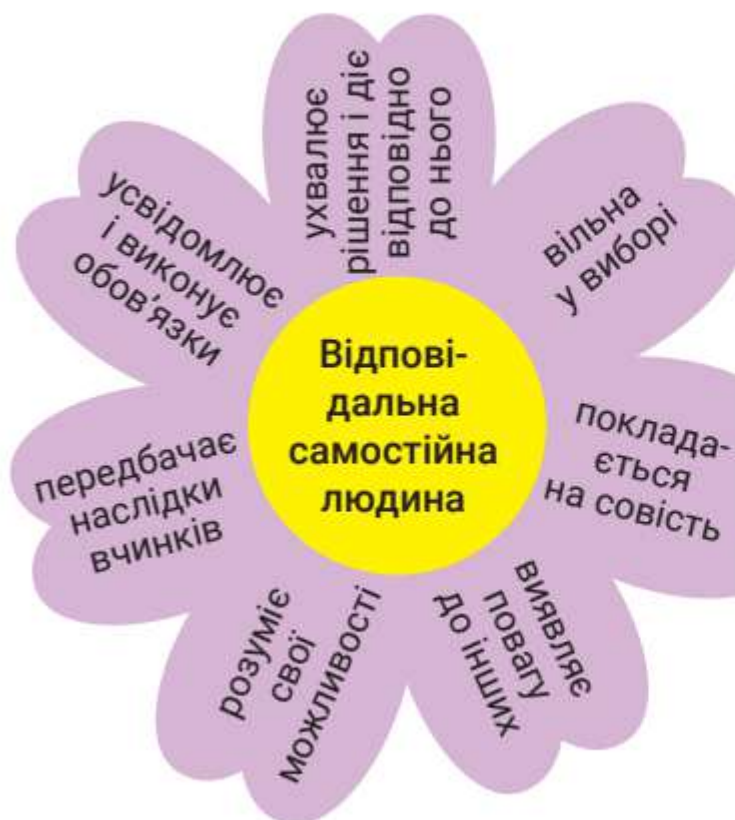 Відпові-
дальна
самостійна
людина
ухвалює
рішення і діє
відповідно
до нього
вільна
у виборі
поклада-
ється
на совість
виявляє
повагу
до інших
розуміє
свої
можливості
передбачає
наслідки
вчинків
усвідомлює
і виконує
обов’язки